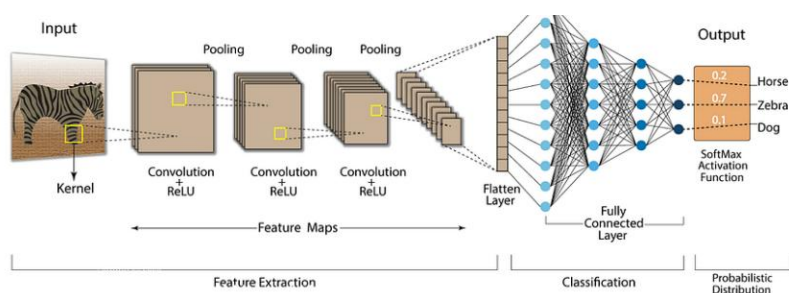 Input
Pooling
Pooling
Pooling
Output
0.2
Horse
0.7
Zebra
0.1
Dog
Kernel
Convolution
+
ReLU
Convolution
+
ReLU
Convolution
+
ReLU
Flatten
Layer
SoftMax
Activation
Function
Feature Maps
Fully
Connected
Layer
Feature Extraction
Classification
Probabilistic
Distribution